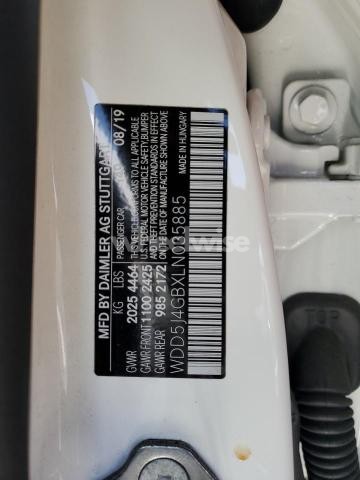 MFD BY DAIMLER AG STUTTGART
PASSENGER CAR 08/19
KG LBS
GVWR 2025 4464
GAWR FRONT 1100 2425
GAWR REAR 985 2172
THIS VEHICLE CONFORMS TO ALL APPLICABLE
U.S. FEDERAL MOTOR VEHICLE SAFETY, BUMPER
AND THEFT PREVENTION STANDARDS IN EFFECT
ON THE DATE OF MANUFACTURE SHOWN ABOVE
WDD5J4GBXLN035885
MADE IN HUNGARY
TOP